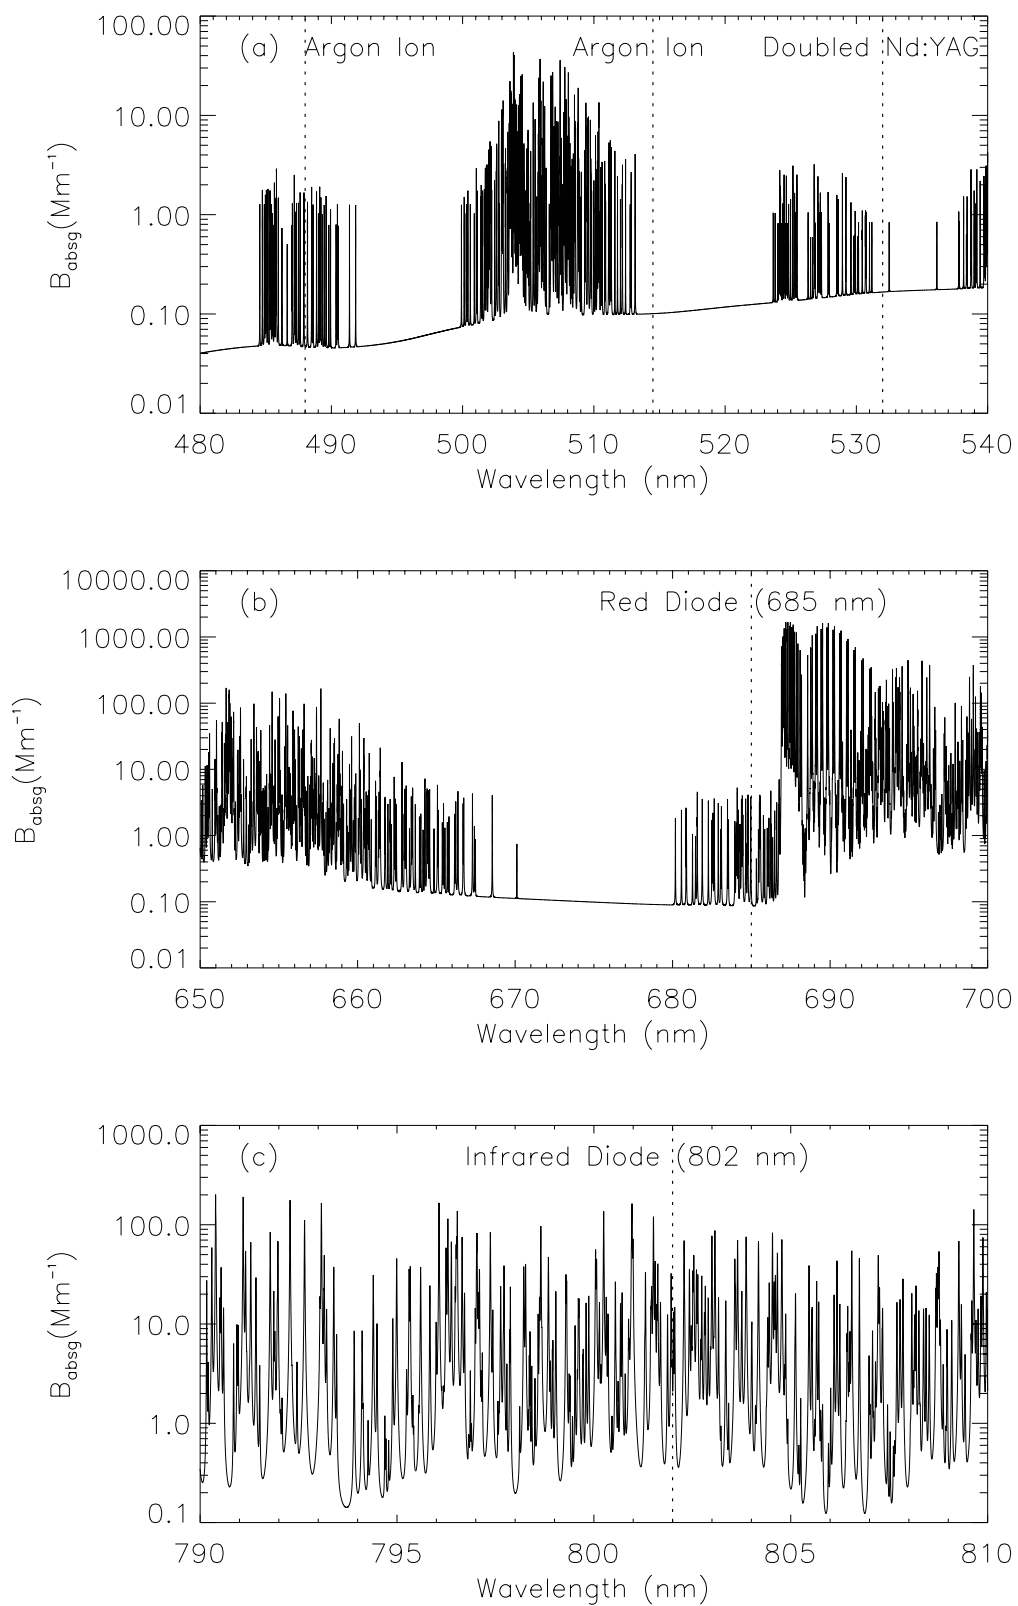 100.00
(a) Argon Ion Argon Ion Doubled Nd:YAG
10.00
1.00
0.10
0.01
B_absg(Mm⁻¹)
480 490 500 510 520 530 540
Wavelength (nm)
10000.00
(b) Red Diode (685 nm)
1000.00
100.00
10.00
1.00
0.10
0.01
B_absg(Mm⁻¹)
650 660 670 680 690 700
Wavelength (nm)
1000.0
(c) Infrared Diode (802 nm)
100.0
10.0
1.0
0.1
B_absg(Mm⁻¹)
790 795 800 805 810
Wavelength (nm)